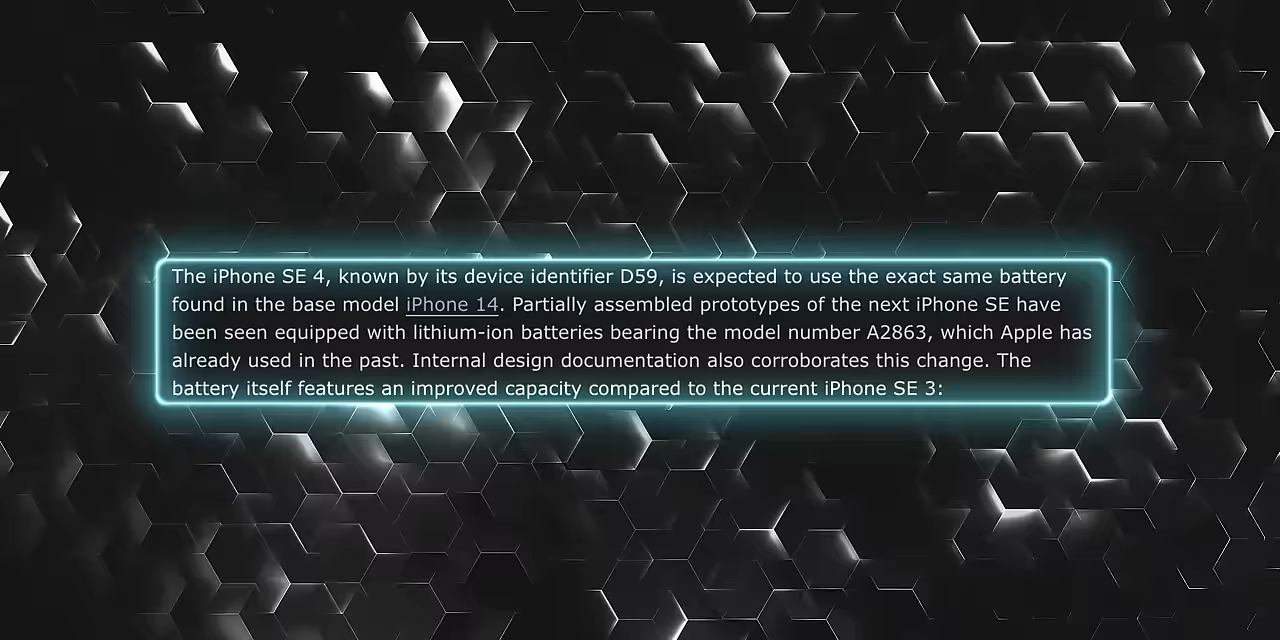 The iPhone SE 4, known by its device identifier D59, is expected to use the exact same battery
found in the base model iPhone 14. Partially assembled prototypes of the next iPhone SE have
been seen equipped with lithium-ion batteries bearing the model number A2863, which Apple has
already used in the past. Internal design documentation also corroborates this change. The
battery itself features an improved capacity compared to the current iPhone SE 3: